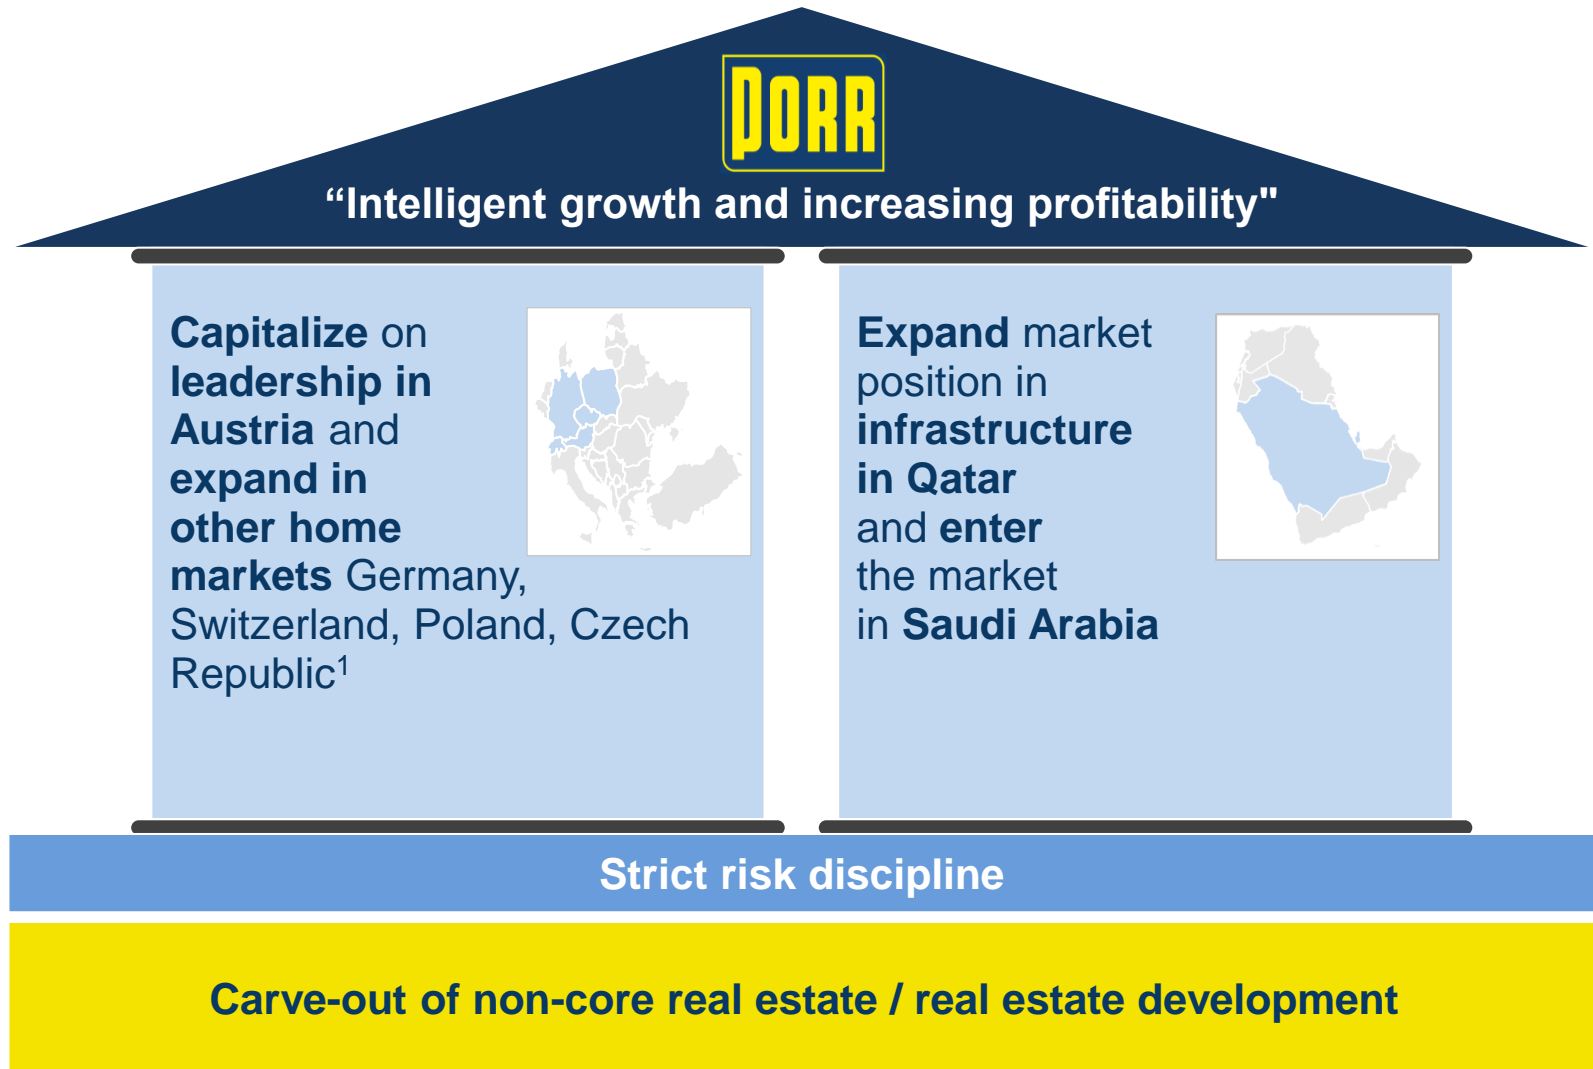 PORR
“Intelligent growth and increasing profitability"
Capitalize on
leadership in
Austria and
expand in
other home
markets Germany,
Switzerland, Poland, Czech
Republic¹
Expand market
position in
infrastructure
in Qatar
and enter
the market
in Saudi Arabia
Strict risk discipline
Carve-out of non-core real estate / real estate development